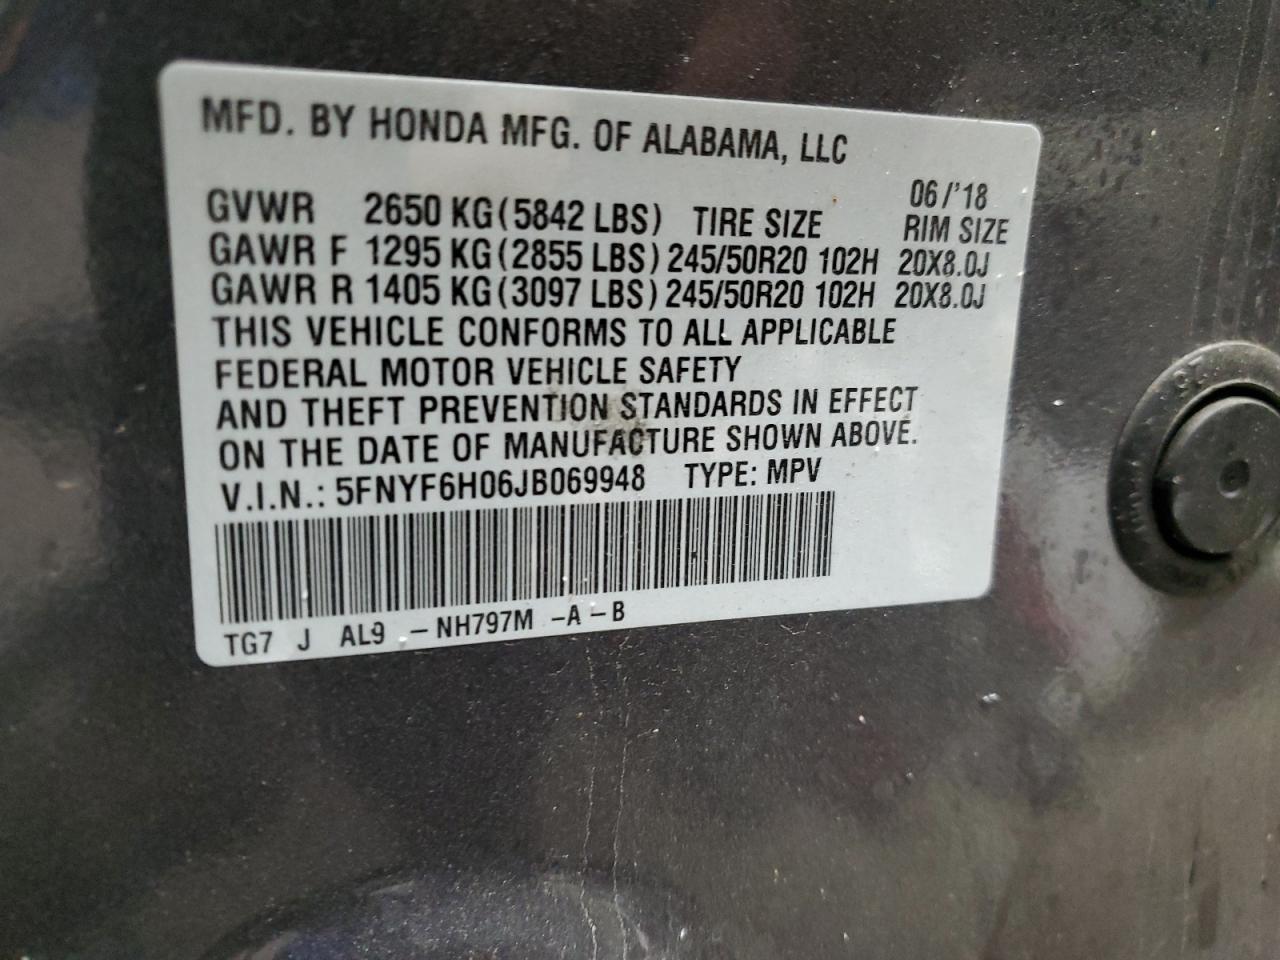 MFD. BY HONDA MFG. OF ALABAMA, LLC
06/'18
GVWR 2650 KG(5842 LBS) TIRE SIZE RIM SIZE
GAWR F 1295 KG(2855 LBS) 245/50R20 102H 20X8.0J
GAWR R 1405 KG(3097 LBS) 245/50R20 102H 20X8.0J
THIS VEHICLE CONFORMS TO ALL APPLICABLE
FEDERAL MOTOR VEHICLE SAFETY
AND THEFT PREVENTION STANDARDS IN EFFECT
ON THE DATE OF MANUFACTURE SHOWN ABOVE.
V.I.N.: 5FNYF6H06JB069948 TYPE: MPV
TG7 J AL9 -NH797M -A-B